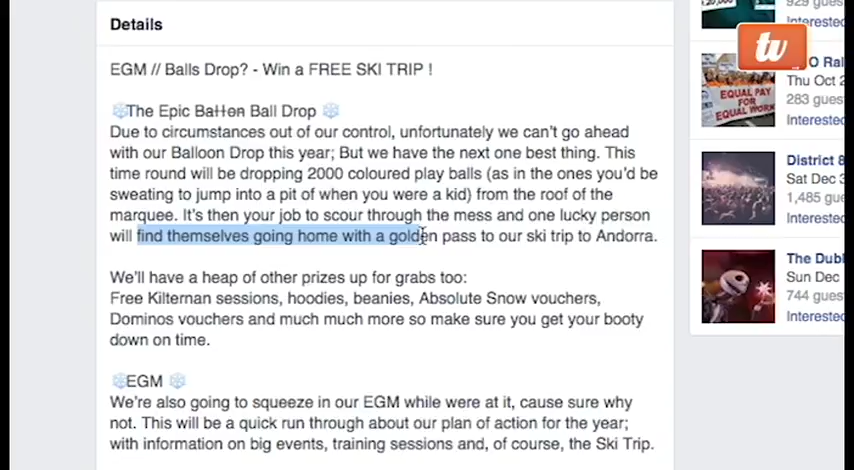 Details
EGM // Balls Drop? - Win a FREE SKI TRIP !
The Epic Batten Ball Drop
Due to circumstances out of our control, unfortunately we can't go ahead
with our Balloon Drop this year; But we have the next one best thing. This
time round will be dropping 2000 coloured play balls (as in the ones you'd be
sweating to jump into a pit of when you were a kid) from the roof of the
marquee. It's then your job to scour through the mess and one lucky person
will find themselves going home with a golden pass to our ski trip to Andorra.
We'll have a heap of other prizes up for grabs too:
Free Kilternan sessions, hoodies, beanies, Absolute Snow vouchers,
Dominos vouchers and much much more so make sure you get your booty
down on time.
EGM
We're also going to squeeze in our EGM while were at it, cause sure why
not. This will be a quick run through about our plan of action for the year;
with information on big events, training sessions and, of course, the Ski Trip.
929 guest
Interested
tv
O Ral
Thu Oct 2
283 gues
Interested
EQUAL PAY
FOR
EQUAL WORK
District 8
Sat Dec 3
1,485 gue
Interested
The Dubl
Sun Dec
744 guest
Interested